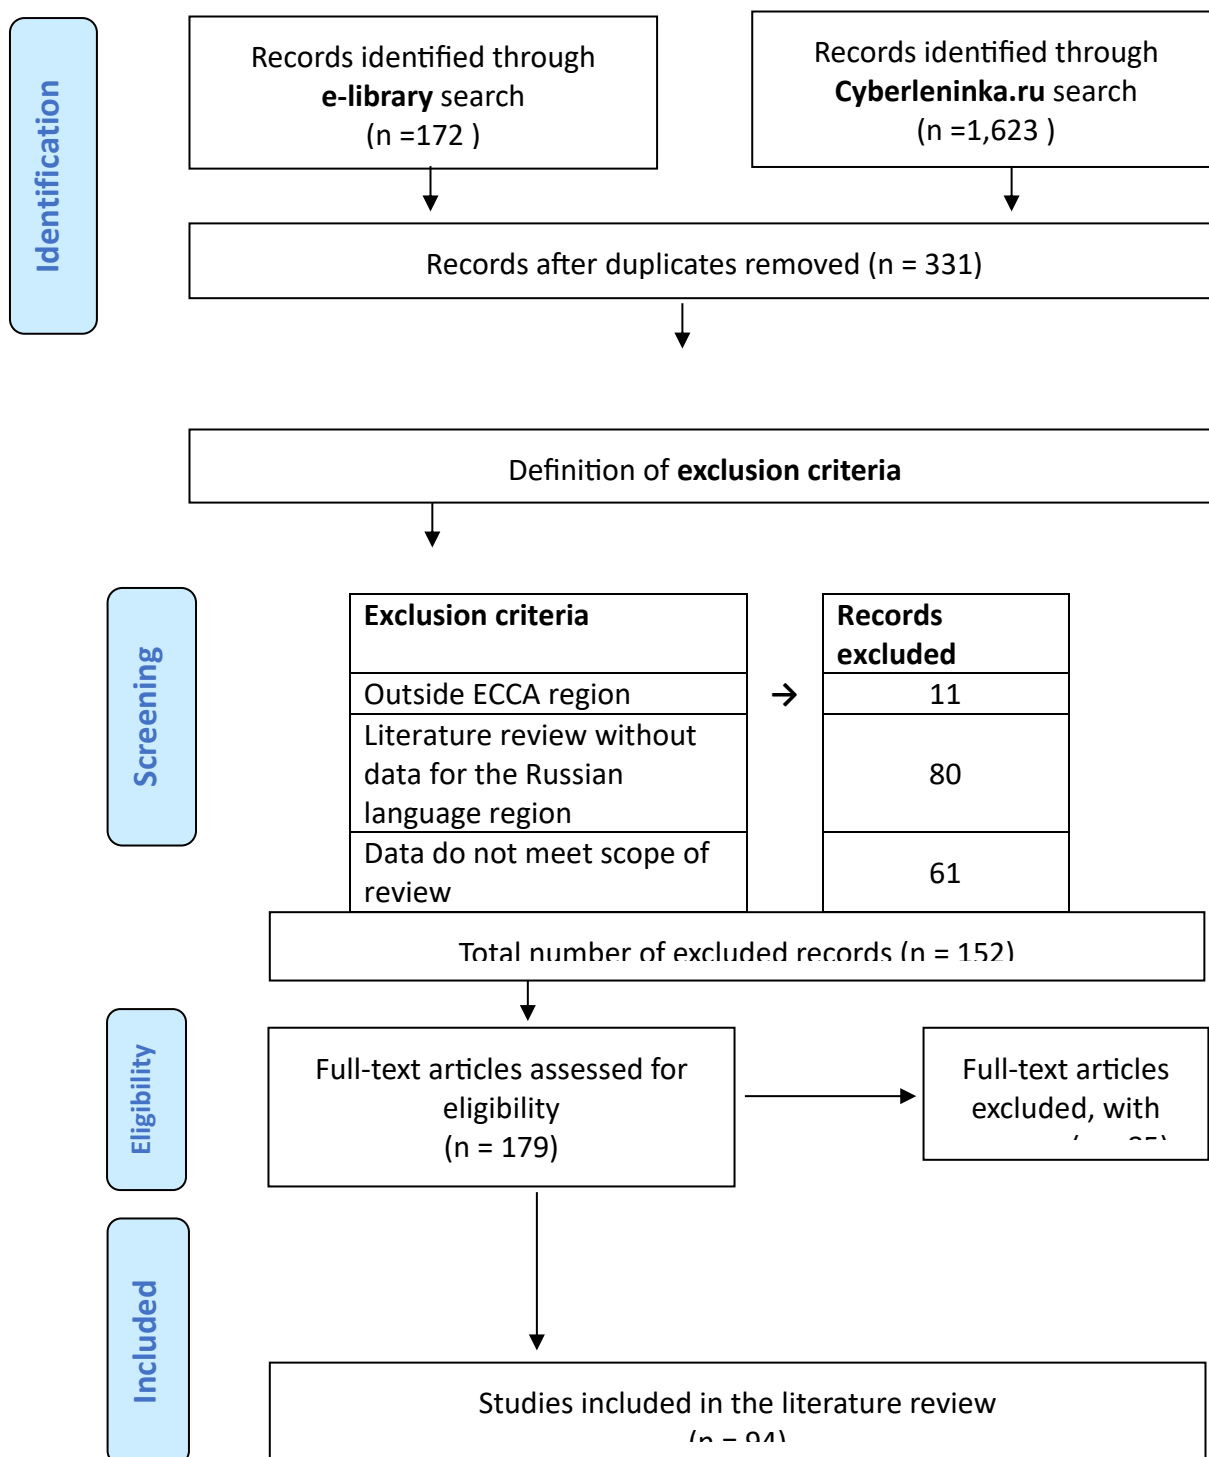 Identification
Records identified through
e-library search
(n =172 )
Records identified through
Cyberleninka.ru search
(n =1,623 )
Records after duplicates removed (n = 331)
Definition of exclusion criteria
Screening
Exclusion criteria
Records
excluded
Outside ECCA region
→
11
Literature review without
data for the Russian
language region
80
Data do not meet scope of
review
61
Total number of excluded records (n = 152)
Eligibility
Full-text articles assessed for
eligibility
(n = 179)
Full-text articles
excluded, with
Included
Studies included in the literature review
(n = 94)